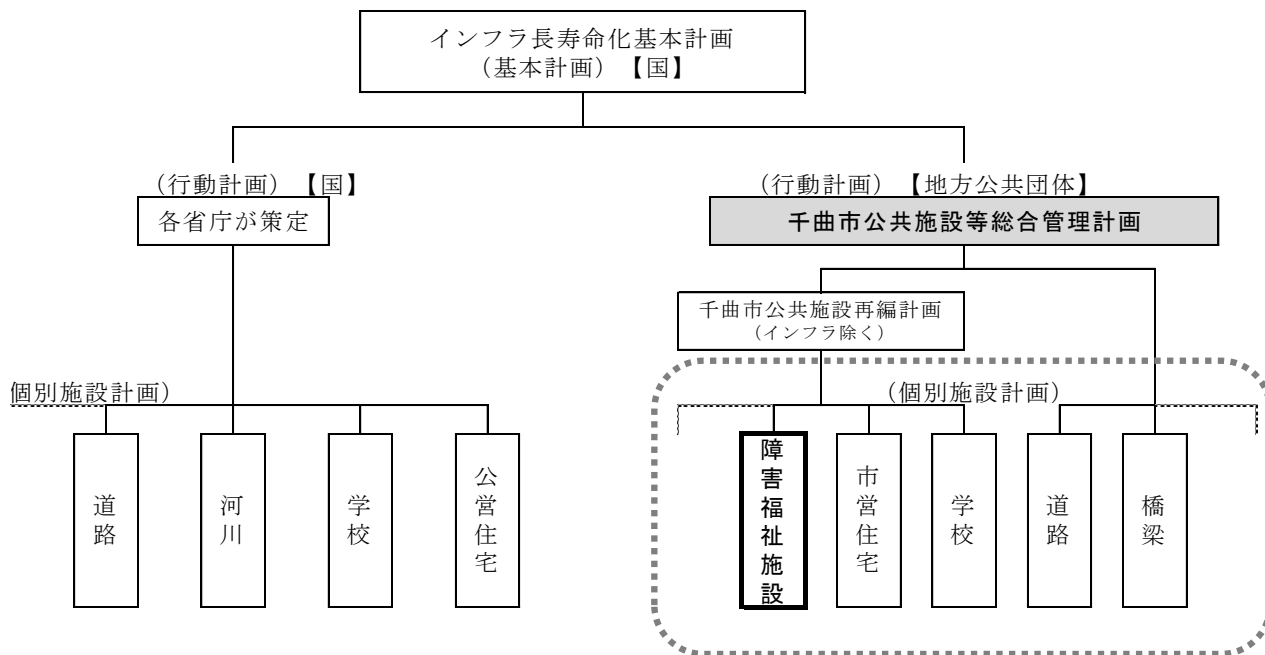 インフラ長寿命化基本計画
(基本計画)【国】
(行動計画)【国】
各省庁が策定
(行動計画)【地方公共団体】
千曲市公共施設等総合管理計画
千曲市公共施設再編計画
(インフラ除く)
個別施設計画)
(個別施設計画)
道路
河川
学校
公営住宅
障害福祉施設
市営住宅
学校
道路
橋梁